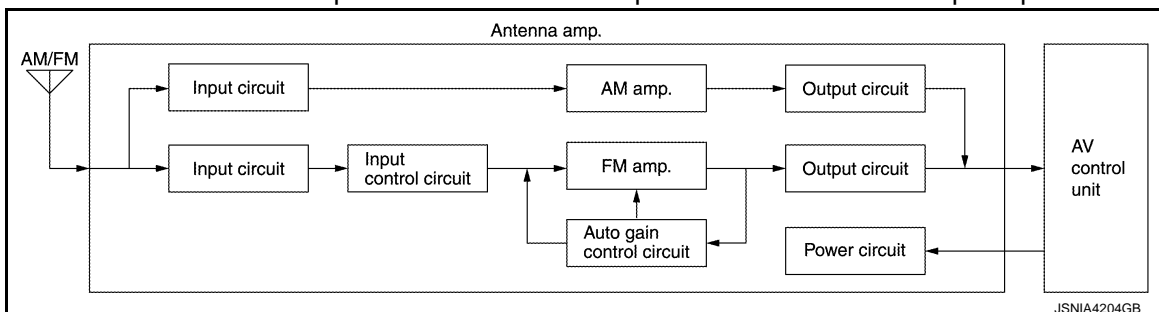 Antenna amp.
AM/FM
Input circuit
AM amp.
Output circuit
Input circuit
Input
control circuit
FM amp.
Output circuit
AV
control
unit
Auto gain
control circuit
Power circuit
JSNIA4204GB